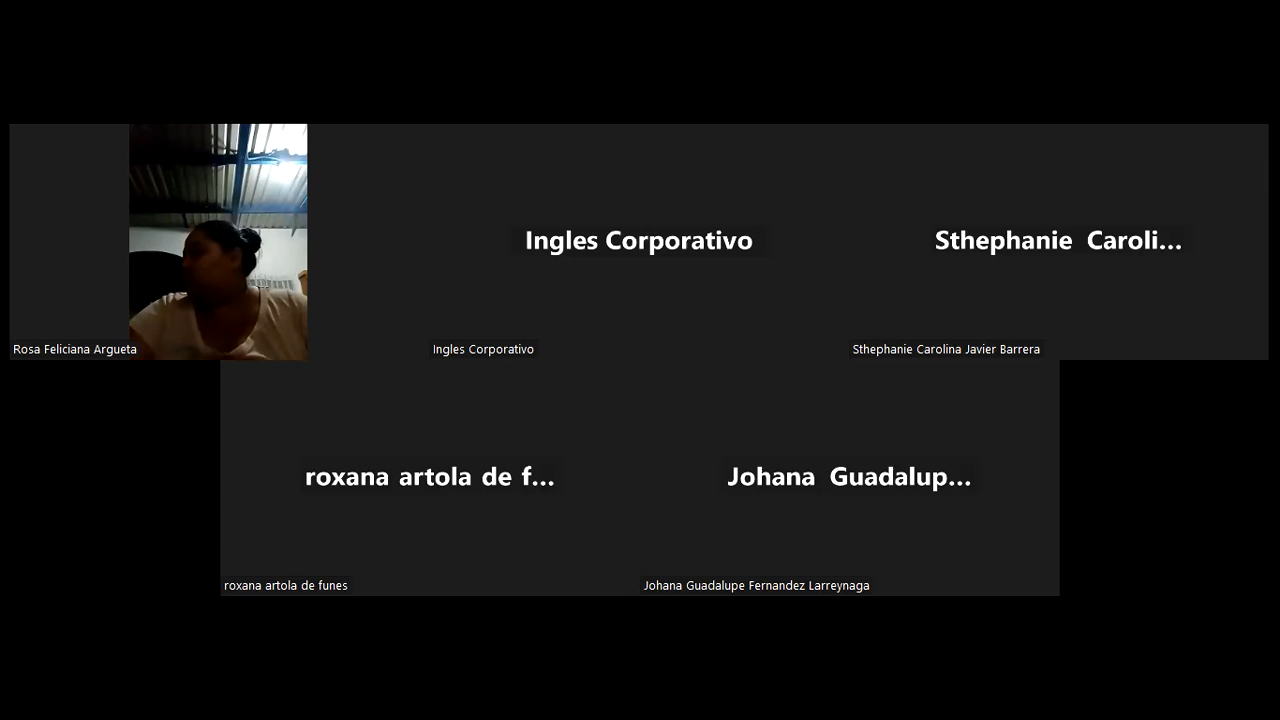 Ingles Corporativo
Sthephanie Caroli...
Rosa Feliciana Argueta
Ingles Corporativo
Sthephanie Carolina Javier Barrera
roxana artola de f...
Johana Guadalup...
roxana artola de funes
Johana Guadalupe Fernandez Larreynaga